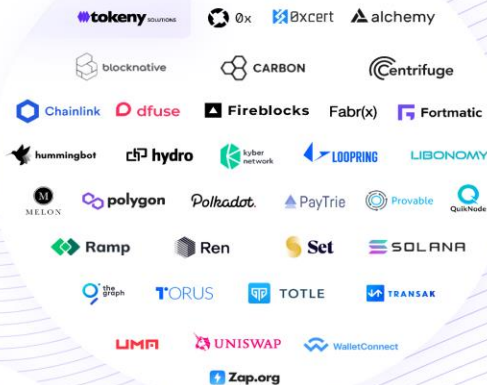 tokeny SOLUTIONS 0x 0xcert alchemy
blocknative CARBON Centrifuge
Chainlink dfuse Fireblocks Fabr(x) Fortmatic
hummingbot hydro kyber network LOOPRING LIBONOMY
M MELON polygon Polkadot. PayTrie Provable QuikNode
Ramp Ren Set SOLANA
the graph TORUS TOTLE TRANSAK
UMA UNISWAP WalletConnect
Zap.org